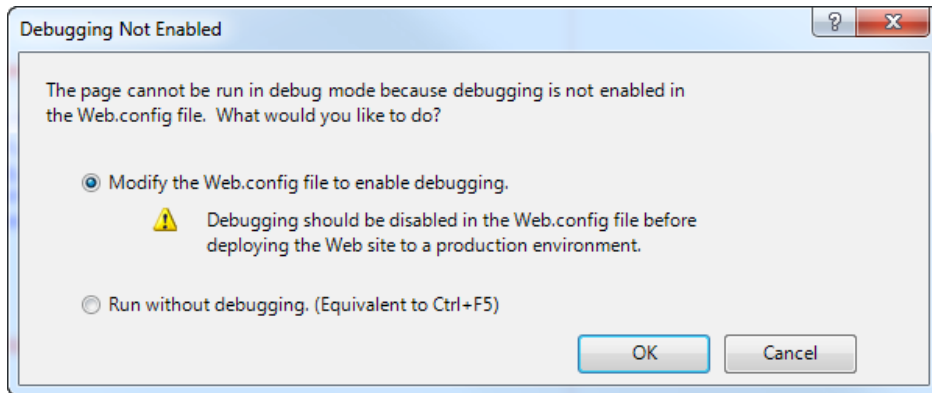 Debugging Not Enabled
The page cannot be run in debug mode because debugging is not enabled in
the Web.config file. What would you like to do?
Modify the Web.config file to enable debugging.
Debugging should be disabled in the Web.config file before
deploying the Web site to a production environment.
Run without debugging. (Equivalent to Ctrl+F5)
OK Cancel